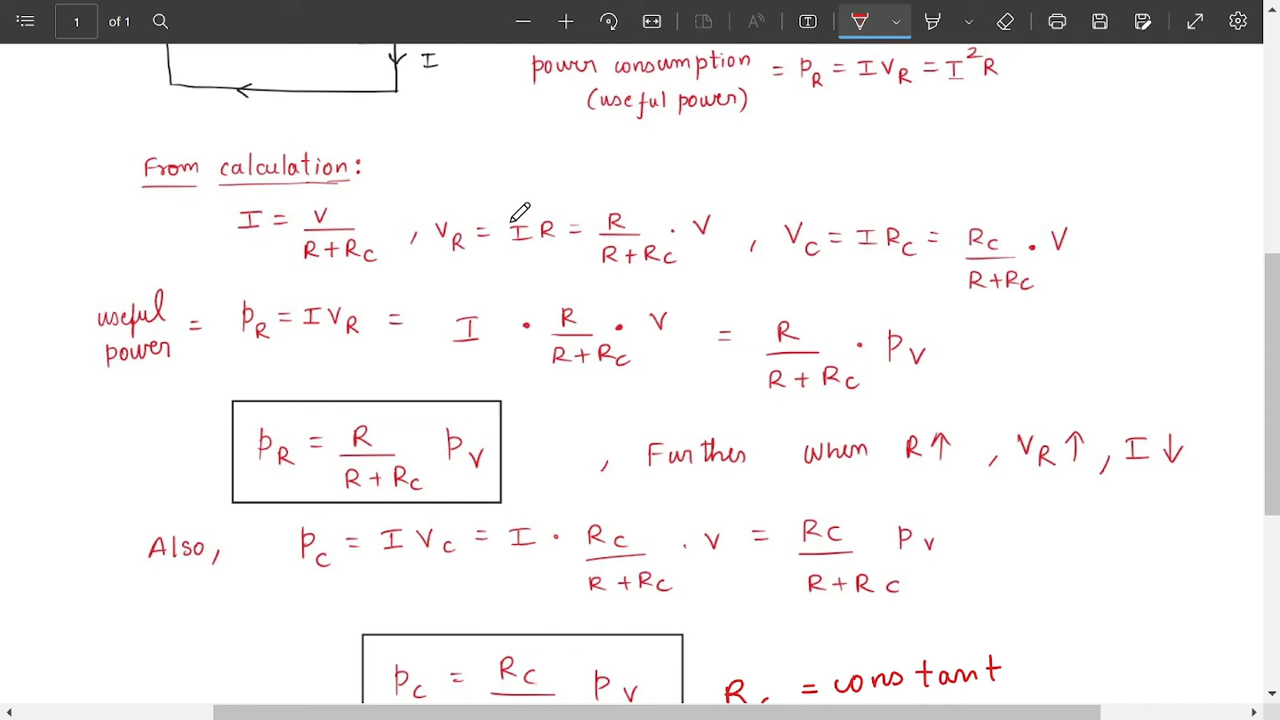 1 of 1
I
power consumption = P_R = I V_R = I²R
(useful power)
From calculation:
I = V/(R+R_C) , V_R = IR = R/(R+R_C) · V , V_C = I R_C = R_C/(R+R_C) · V
useful power = P_R = I V_R = I · R/(R+R_C) · V = R/(R+R_C) · P_V
P_R = R/(R+R_C) P_V , Further when R↑ , V_R↑ , I↓
Also, P_C = I V_C = I · R_C/(R+R_C) · V = R_C/(R+R_C) P_V
P_C = R_C P_V
= constant